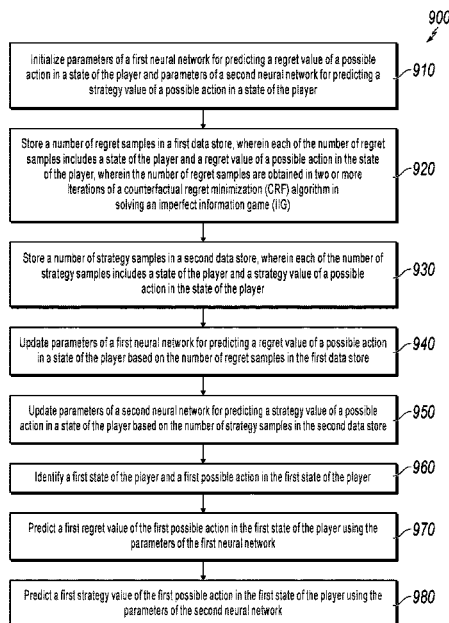 900
Initialize parameters of a first neural network for predicting a regret value of a possible
action in a state of the player and parameters of a second neural network for predicting a
strategy value of a possible action in a state of the player
910
Store a number of regret samples in a first data store, wherein each of the number of regret
samples includes a state of the player and a regret value of a possible action in the state of
the player, wherein the number of regret samples are obtained in two or more
iterations of a counterfactual regret minimization (CRF) algorithm in
solving an imperfect information game (IIG)
920
Store a number of strategy samples in a second data store, wherein each of the number of
strategy samples includes a state of the player and a strategy value of a possible
action in the state of the player
930
Update parameters of a first neural network for predicting a regret value of a possible action
in a state of the player based on the number of regret samples in the first data store
940
Update parameters of a second neural network for predicting a strategy value of a possible
action in a state of the player based on the number of strategy samples in the second data store
950
Identify a first state of the player and a first possible action in the first state of the player
960
Predict a first regret value of the first possible action in the first state of the player using the
parameters of the first neural network
970
Predict a first strategy value of the first possible action in the first state of the player using the
parameters of the second neural network
980